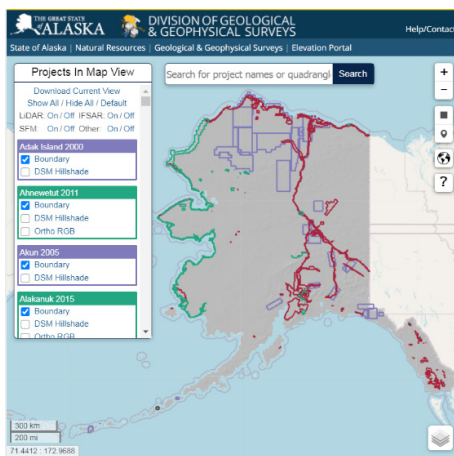 THE GREAT STATE
of ALASKA
DIVISION OF GEOLOGICAL
& GEOPHYSICAL SURVEYS
Help/Contact
State of Alaska | Natural Resources | Geological & Geophysical Surveys | Elevation Portal
Projects In Map View
Download Current View
Show All / Hide All / Default
LiDAR: On / Off IFSAR: On / Off
SFM: On / Off Other: On / Off
Adak Island 2000
Boundary
DSM Hillshade
Ahnewetut 2011
Boundary
DSM Hillshade
Ortho RGB
Akun 2005
Boundary
DSM Hillshade
Alakanuk 2015
Boundary
DSM Hillshade
Ortho RGB
Search for project names or quadrangl
Search
+
−
?
300 km
200 mi
71.4412 : 172.9688